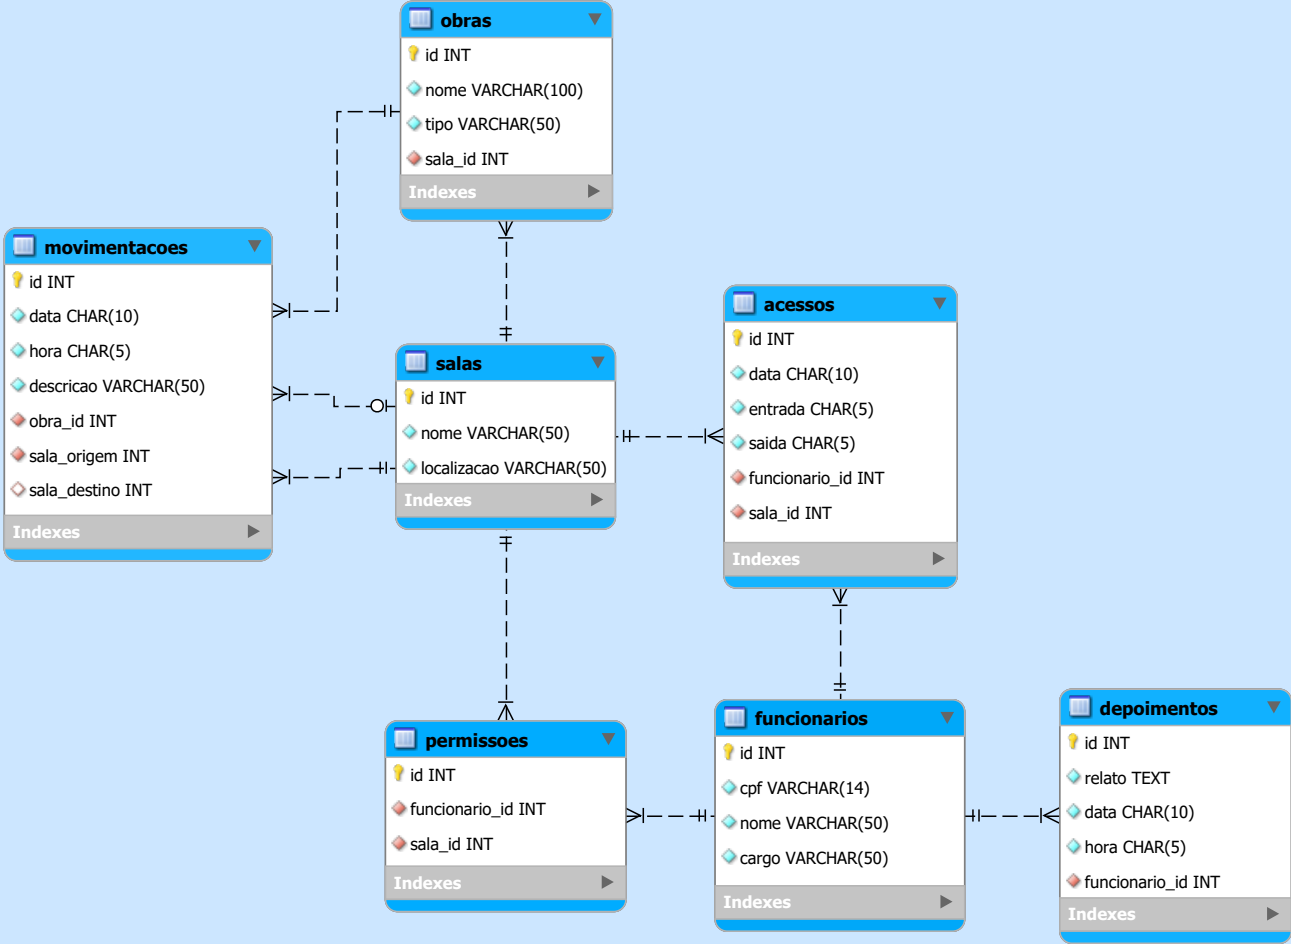 obras
id INT
nome VARCHAR(100)
tipo VARCHAR(50)
sala_id INT
Indexes
movimentacoes
id INT
data CHAR(10)
hora CHAR(5)
descricao VARCHAR(50)
obra_id INT
sala_origem INT
sala_destino INT
Indexes
salas
id INT
nome VARCHAR(50)
localizacao VARCHAR(50)
Indexes
acessos
id INT
data CHAR(10)
entrada CHAR(5)
saida CHAR(5)
funcionario_id INT
sala_id INT
Indexes
permissoes
id INT
funcionario_id INT
sala_id INT
Indexes
funcionarios
id INT
cpf VARCHAR(14)
nome VARCHAR(50)
cargo VARCHAR(50)
Indexes
depoimentos
id INT
relato TEXT
data CHAR(10)
hora CHAR(5)
funcionario_id INT
Indexes